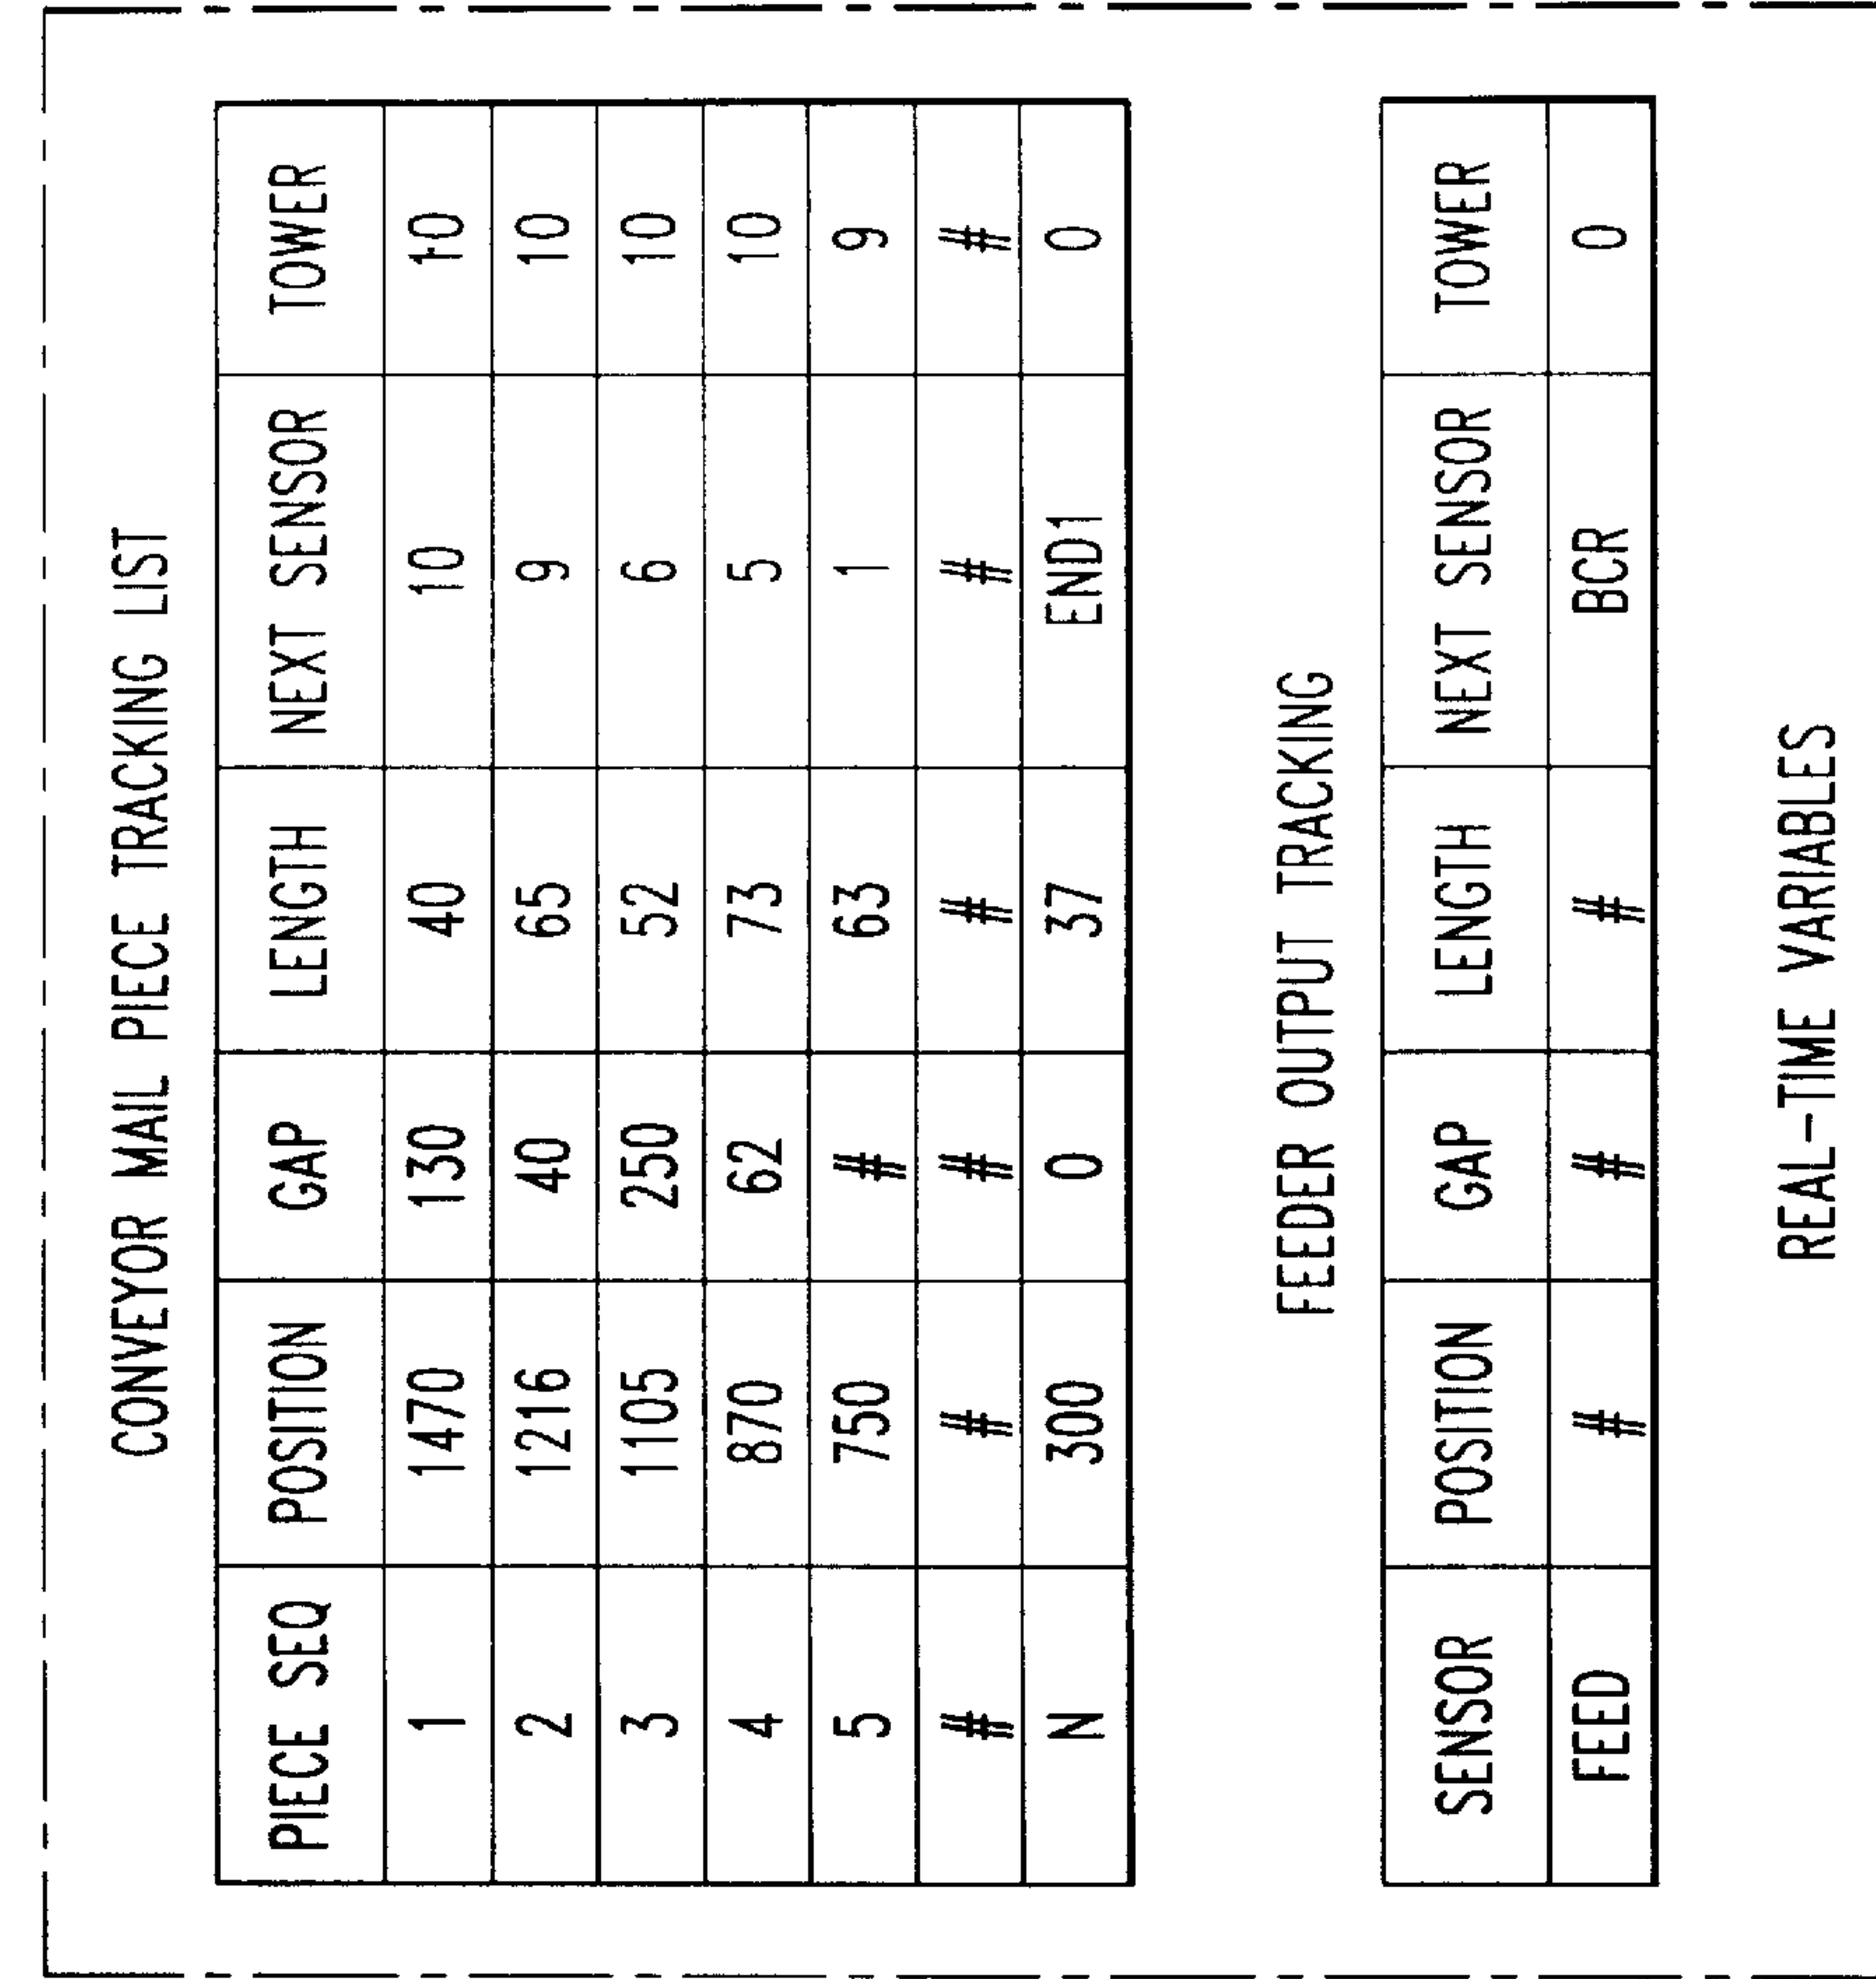 CONVEYOR MAIL PIECE TRACKING LIST
PIECE SEQ POSITION GAP LENGTH NEXT SENSOR TOWER
1 1470 130 40 10 10
2 1216 40 65 9 10
3 1105 250 52 6 10
4 870 62 73 5 10
5 750 # 63 1 9
# # # # # #
N 300 0 37 END1 0
FEEDER OUTPUT TRACKING
SENSOR POSITION GAP LENGTH NEXT SENSOR TOWER
FEED # # # BCR 0
REAL-TIME VARIABLES